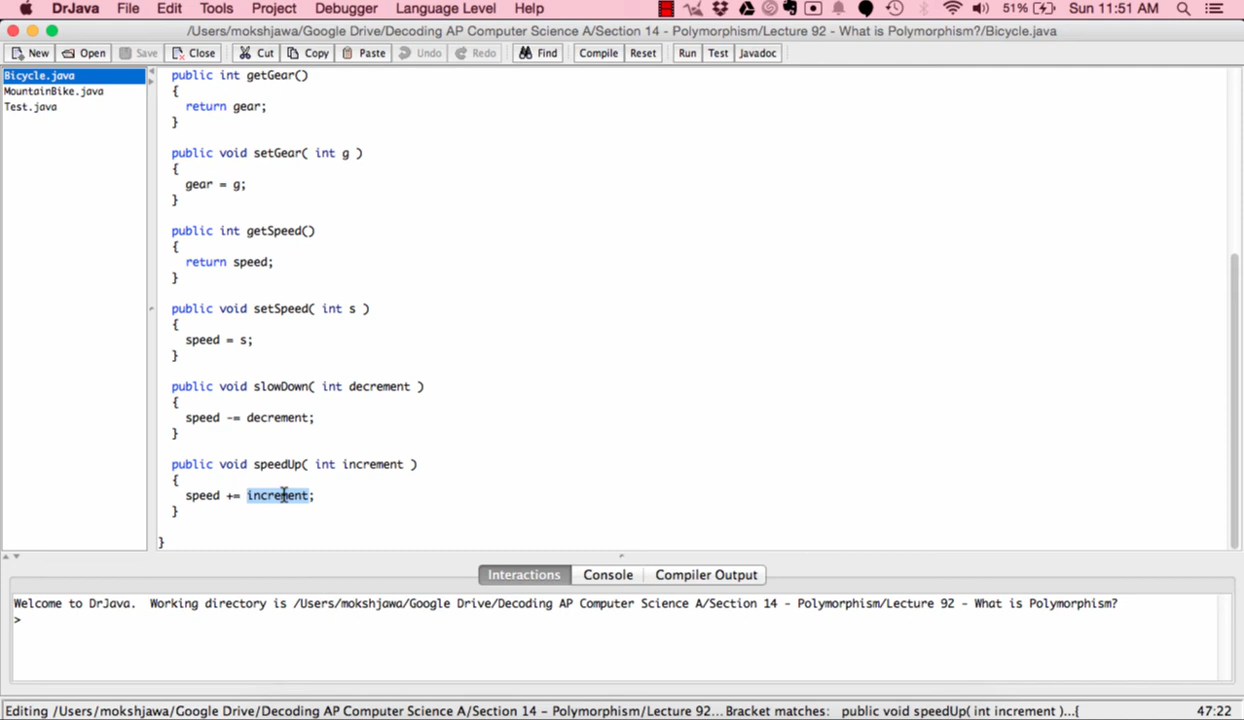 DrJava File Edit Tools Project Debugger Language Level Help 51% Sun 11:51 AM
/Users/mokshjawa/Google Drive/Decoding AP Computer Science A/Section 14 - Polymorphism/Lecture 92 - What is Polymorphism?/Bicycle.java
New Open Save Close Cut Copy Paste Undo Redo Find Compile Reset Run Test Javadoc
Bicycle.java
MountainBike.java
Test.java
public int getGear()
{
return gear;
}
public void setGear( int g )
{
gear = g;
}
public int getSpeed()
{
return speed;
}
public void setSpeed( int s )
{
speed = s;
}
public void slowDown( int decrement )
{
speed -= decrement;
}
public void speedUp( int increment )
{
speed += increment;
}
}
Interactions Console Compiler Output
Welcome to DrJava. Working directory is /Users/mokshjawa/Google Drive/Decoding AP Computer Science A/Section 14 - Polymorphism/Lecture 92 - What is Polymorphism?
>
Editing /Users/mokshjawa/Google Drive/Decoding AP Computer Science A/Section 14 - Polymorphism/Lecture 92... Bracket matches: public void speedUp( int increment )...{ 47:22